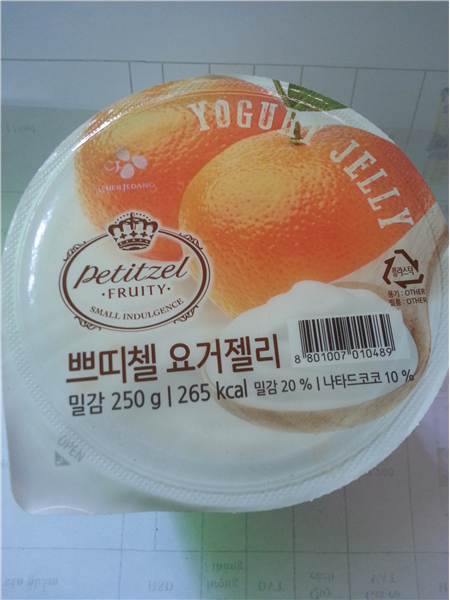 YOGURT JELLY
CJ
CHEILJEDANG
petitzel
·FRUITY·
SMALL INDULGENCE
플라스틱
용기 : OTHER
필름 : OTHER
쁘띠첼 요거젤리
8 801007 010489
밀감 250 g | 265 kcal 밀감 20 % | 나타드코코 10 %
OPEN